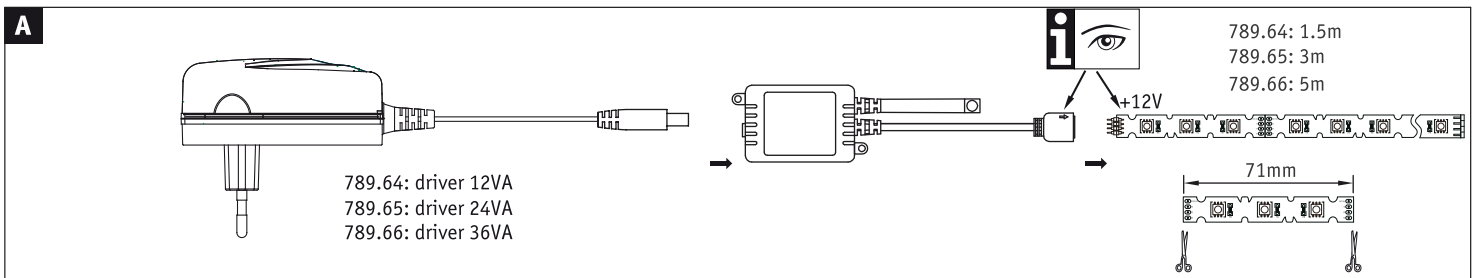 A
789.64: driver 12VA
789.65: driver 24VA
789.66: driver 36VA
i
+12V
789.64: 1.5m
789.65: 3m
789.66: 5m
71mm